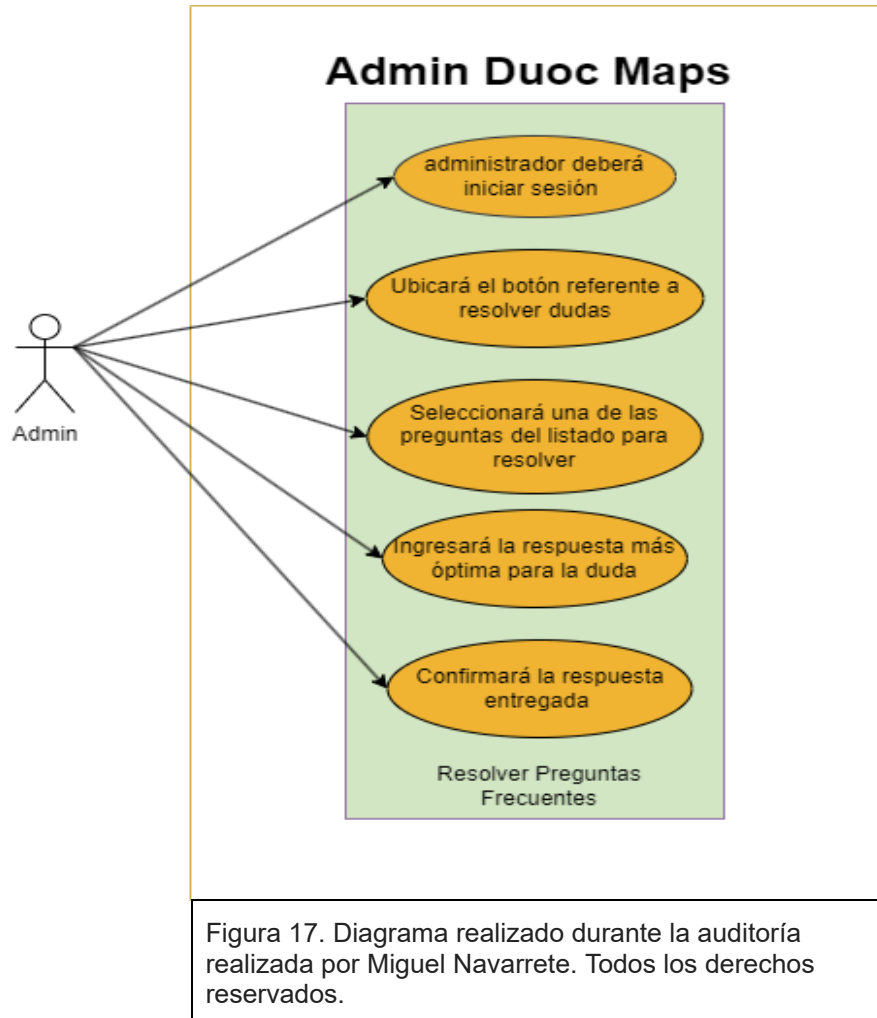 Admin Duoc Maps
administrador deberá
iniciar sesión
Ubicará el botón referente a
resolver dudas
Seleccionará una de las
preguntas del listado para
resolver
Ingresará la respuesta más
óptima para la duda
Confirmará la respuesta
entregada
Resolver Preguntas
Frecuentes
Admin
Figura 17. Diagrama realizado durante la auditoría
realizada por Miguel Navarrete. Todos los derechos
reservados.